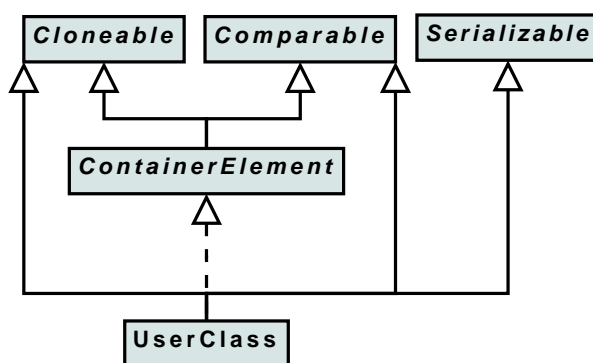 Cloneable
Comparable
Serializable
ContainerElement
UserClass